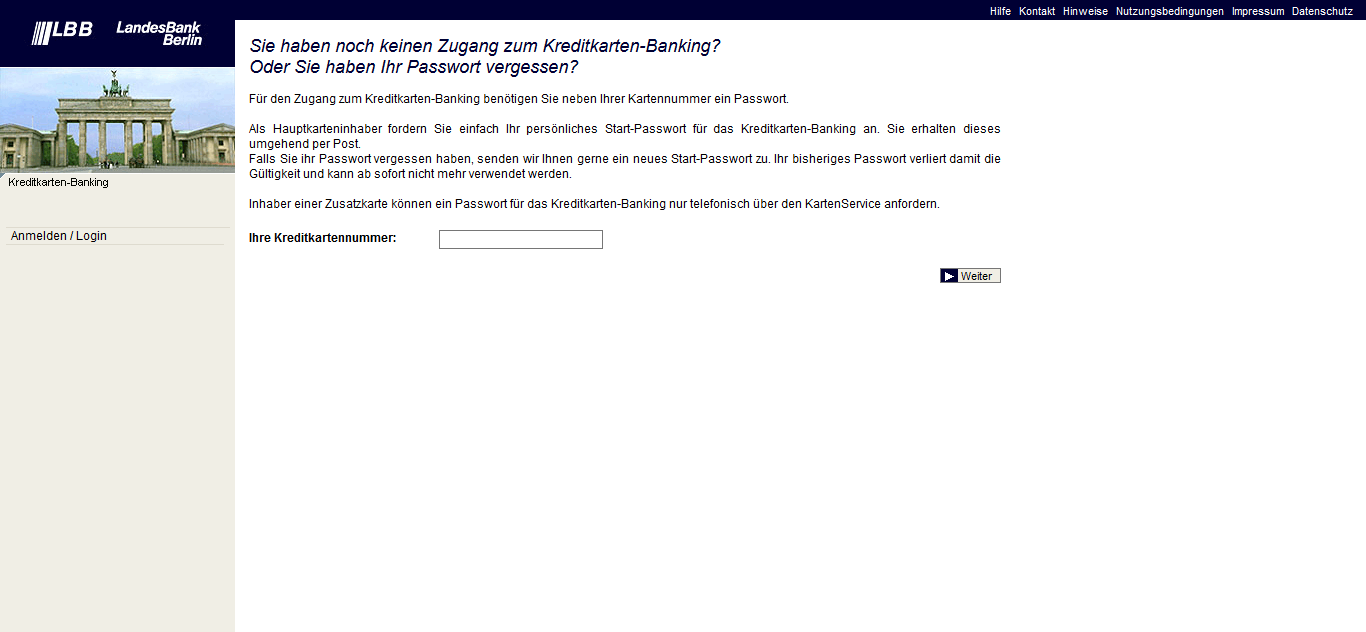 Hilfe Kontakt Hinweise Nutzungsbedingungen Impressum Datenschutz
LBB LandesBank
Berlin
Sie haben noch keinen Zugang zum Kreditkarten-Banking?
Oder Sie haben Ihr Passwort vergessen?
Für den Zugang zum Kreditkarten-Banking benötigen Sie neben Ihrer Kartennummer ein Passwort.
Als Hauptkarteninhaber fordern Sie einfach Ihr persönliches Start-Passwort für das Kreditkarten-Banking an. Sie erhalten dieses
umgehend per Post.
Falls Sie ihr Passwort vergessen haben, senden wir Ihnen gerne ein neues Start-Passwort zu. Ihr bisheriges Passwort verliert damit die
Gültigkeit und kann ab sofort nicht mehr verwendet werden.
Inhaber einer Zusatzkarte können ein Passwort für das Kreditkarten-Banking nur telefonisch über den KartenService anfordern.
Ihre Kreditkartennummer:
Weiter
Kreditkarten-Banking
Anmelden / Login